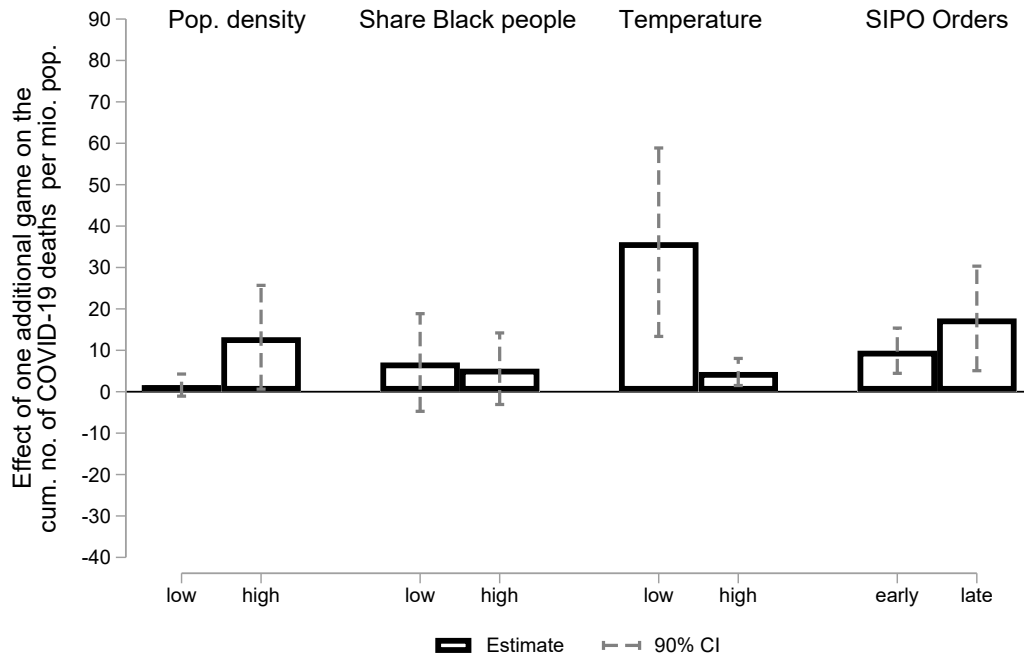 Pop. density Share Black people Temperature SIPO Orders
Effect of one additional game on the
cum. no. of COVID-19 deaths per mio. pop.
90
80
70
60
50
40
30
20
10
0
-10
-20
-30
-40
low high low high low high early late
Estimate 90% CI